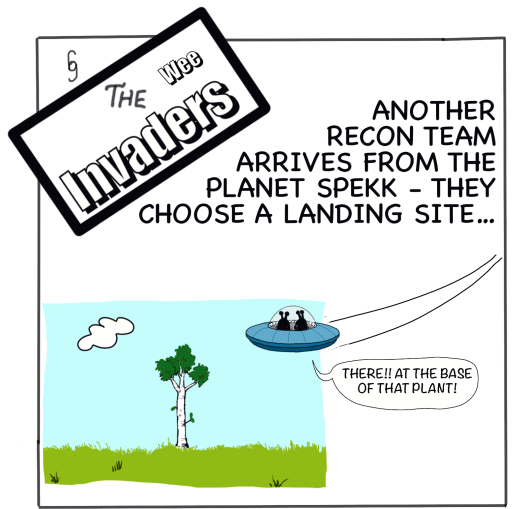 THE
Wee
Invaders
ANOTHER
RECON TEAM
ARRIVES FROM THE
PLANET SPEKK – THEY
CHOOSE A LANDING SITE...
THERE!! AT THE BASE
OF THAT PLANT!